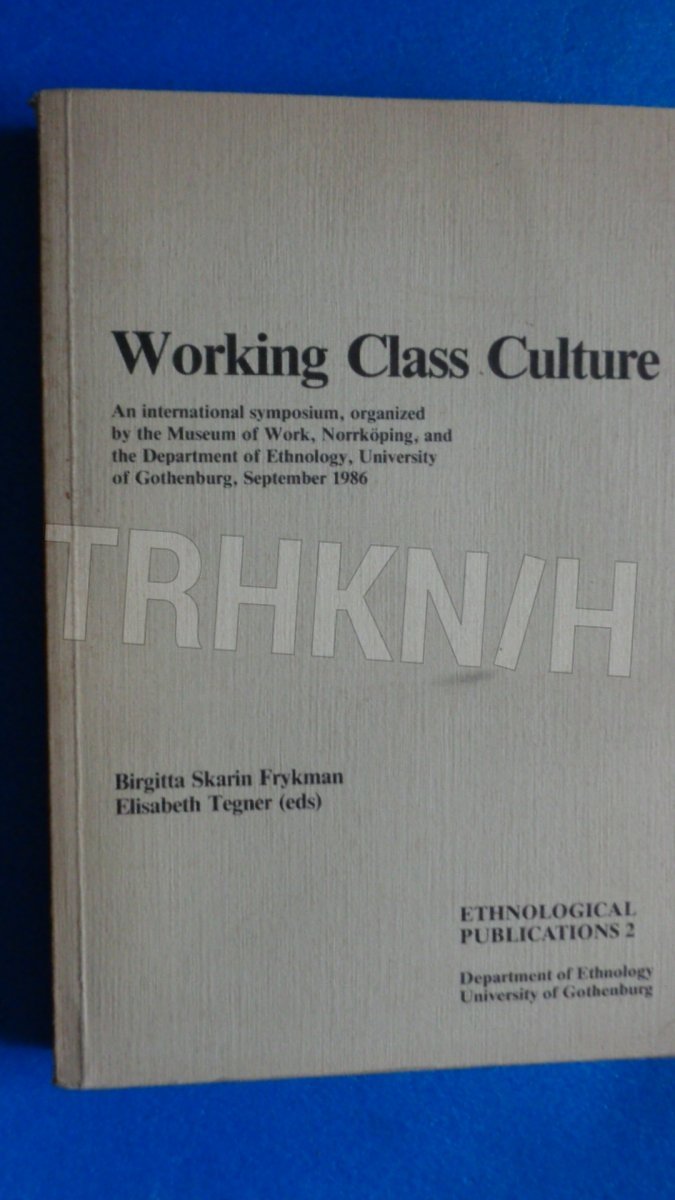 Working Class Culture
An international symposium, organized
by the Museum of Work, Norrköping, and
the Department of Ethnology, University
of Gothenburg, September 1986
TRHKN/H
Birgitta Skarin Frykman
Elisabeth Tegner (eds)
ETHNOLOGICAL
PUBLICATIONS 2
Department of Ethnology
University of Gothenburg